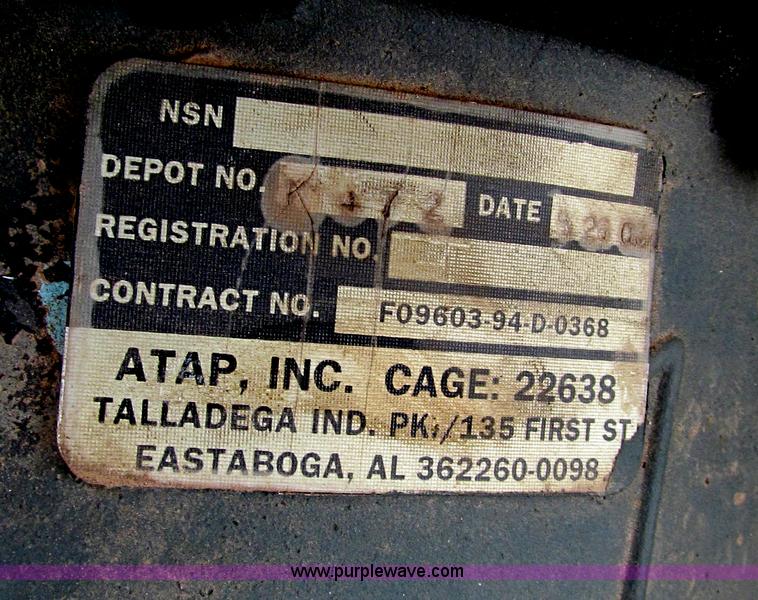 NSN
DEPOT NO. K 472 DATE
REGISTRATION NO.
CONTRACT NO. F09603-94-D-0368
ATAP, INC. CAGE: 22638
TALLADEGA IND. PK./135 FIRST ST
EASTABOGA, AL 362260-0098
www.purplewave.com